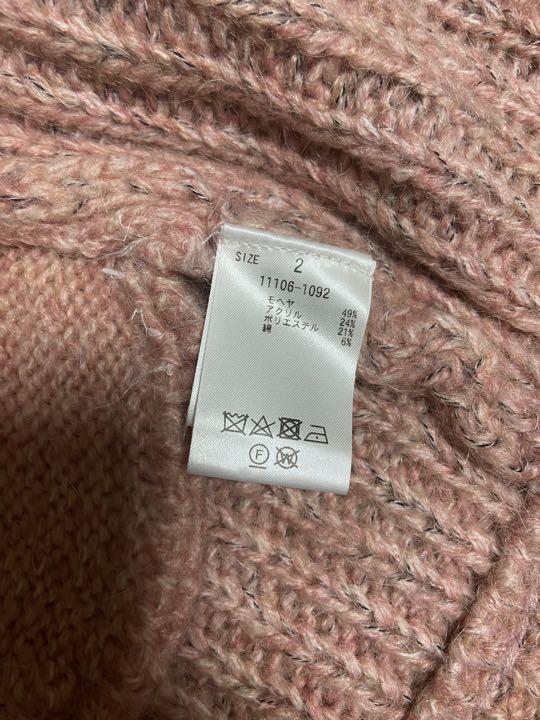 SIZE 2
11106-1092
モヘヤ 49%
アクリル 24%
ポリエステル 21%
綿 6%
F W